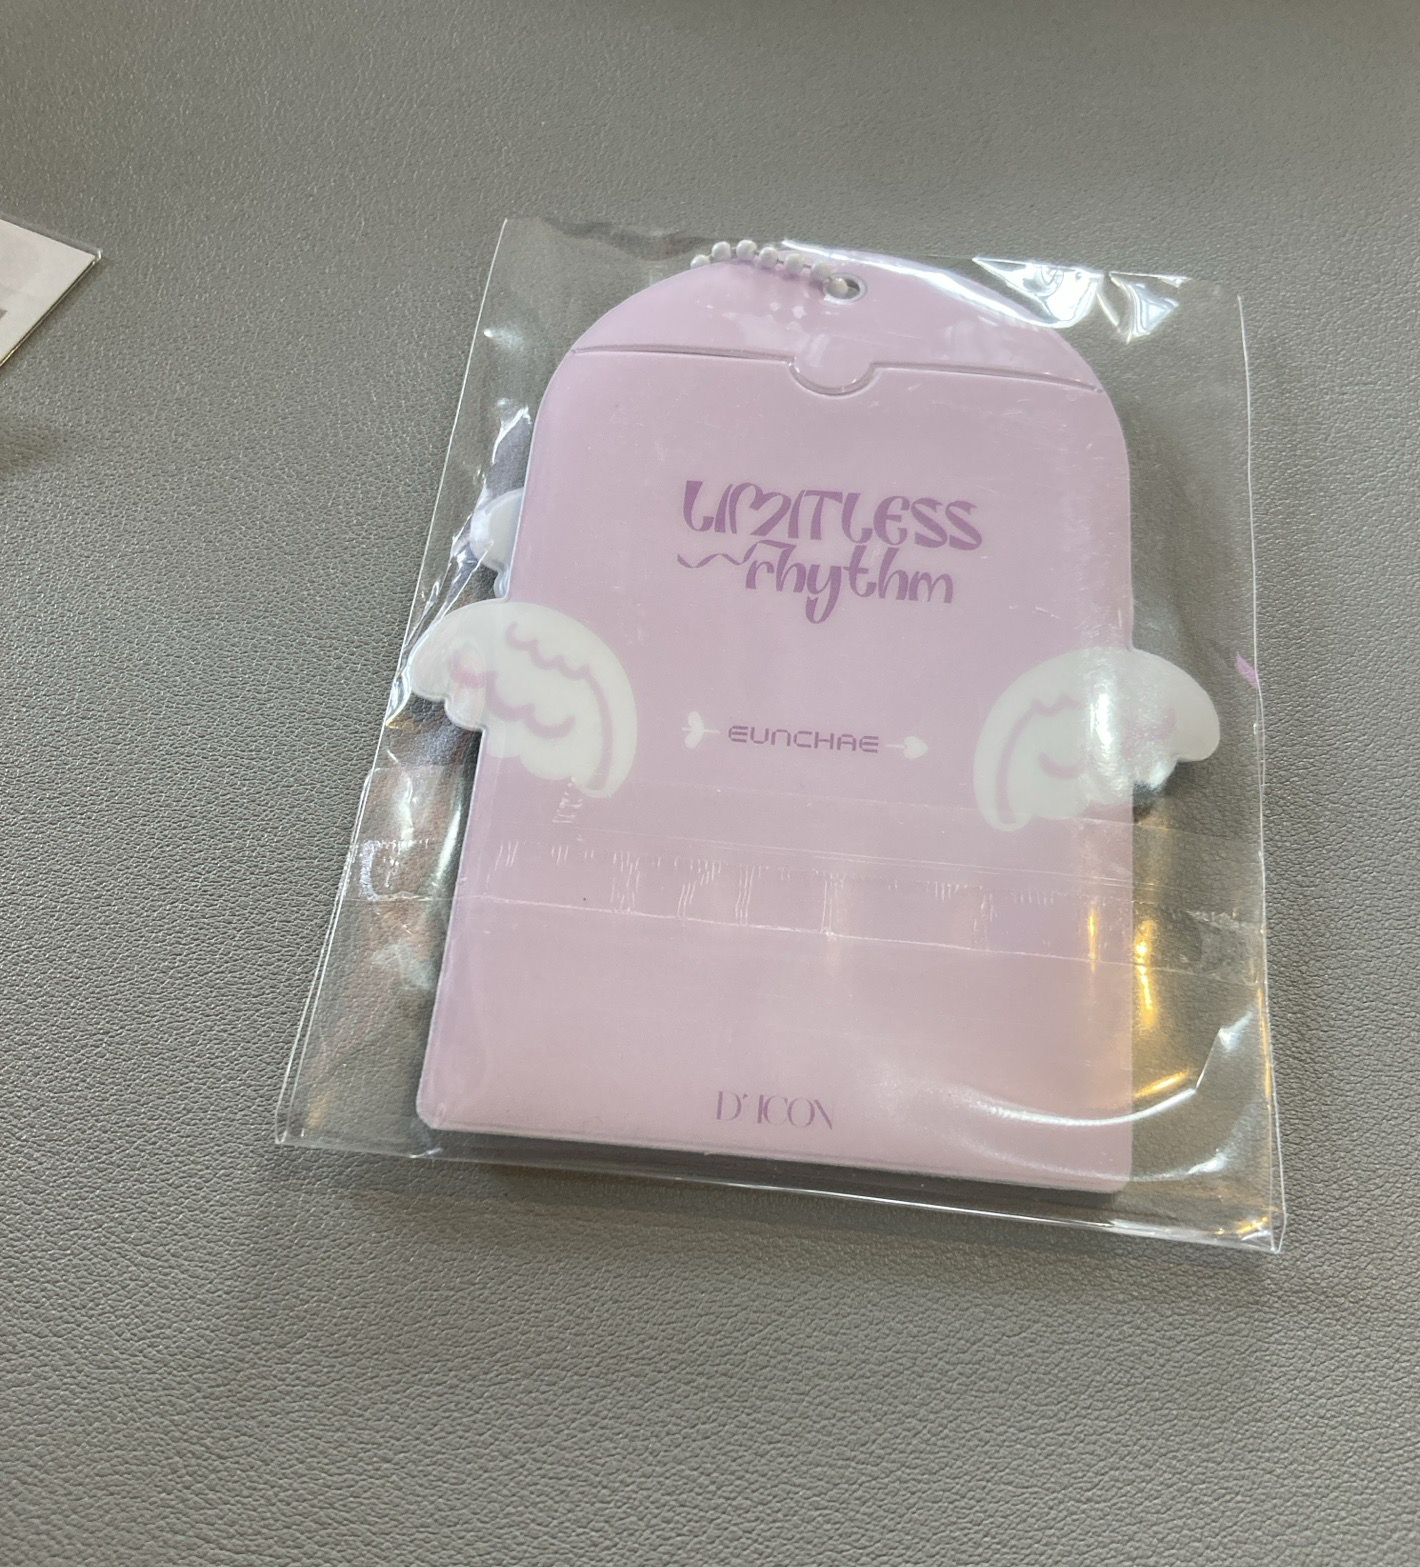 LIMITLESS
rhythm
EUNCHAE
D'ICON